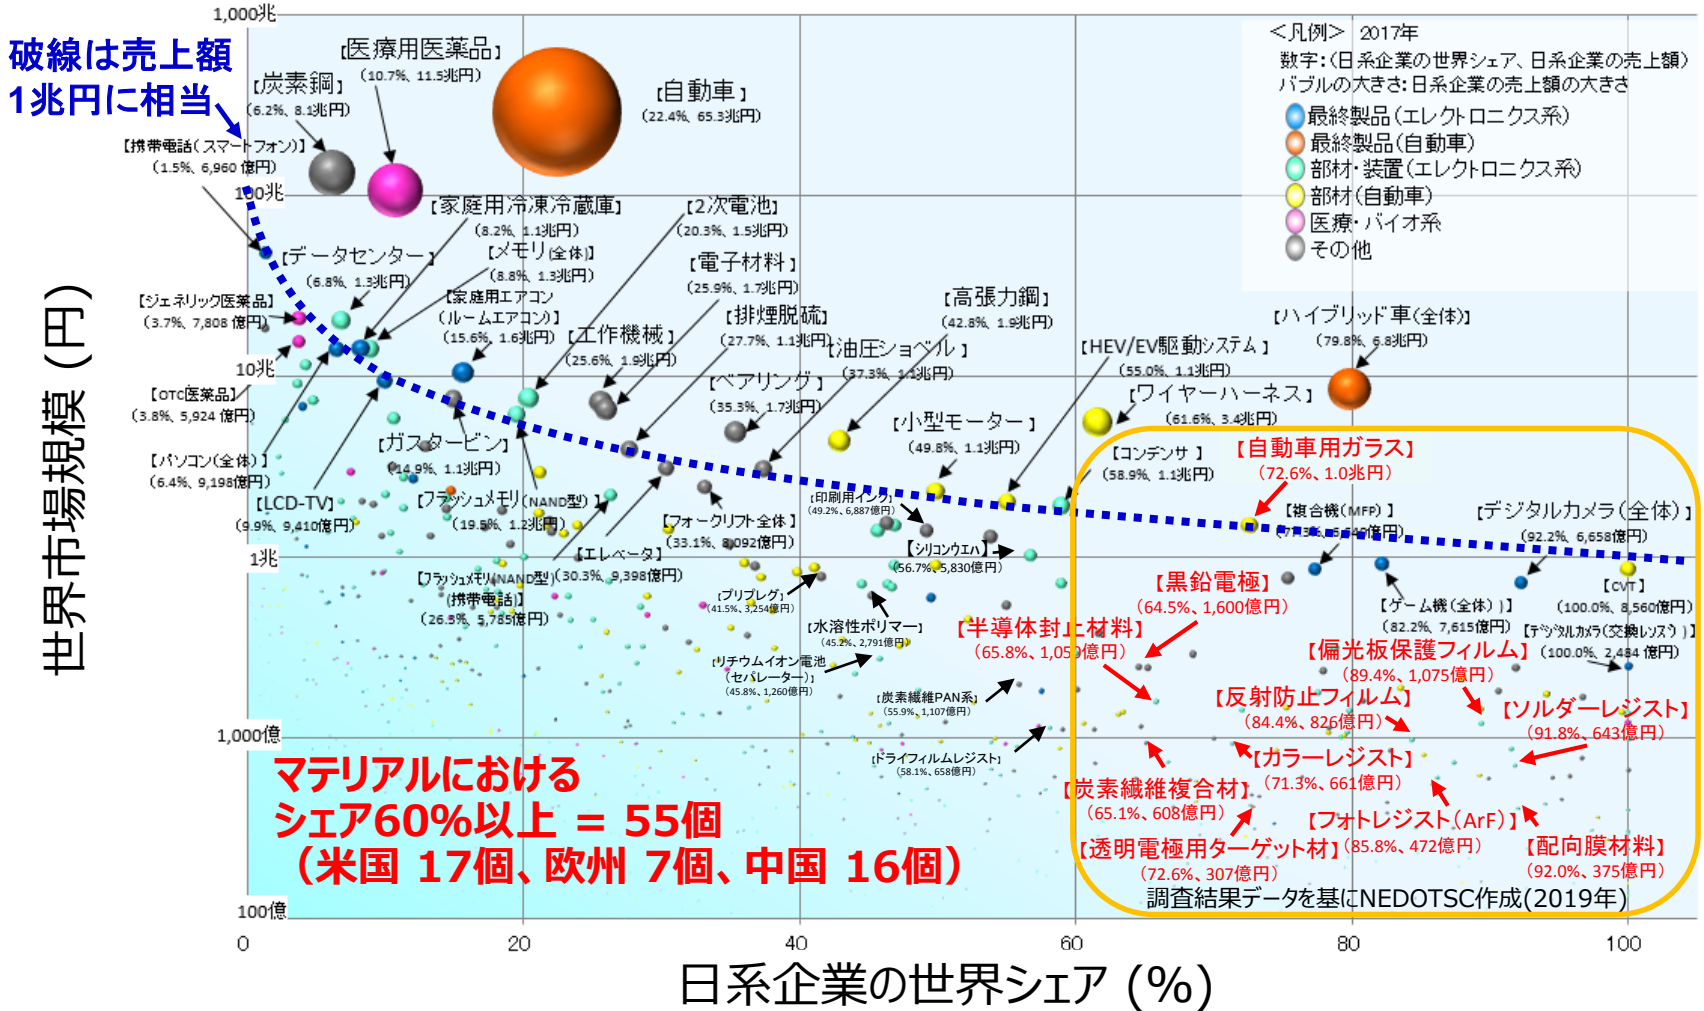 1,000兆
破線は売上額
1兆円に相当
【炭素鋼】
(6.2%、8.1兆円)
【医療用医薬品】
(10.7%、11.5兆円)
【自動車】
(22.4%、65.3兆円)
<凡例> 2017年
数字:(日系企業の世界シェア、日系企業の売上額)
バブルの大きさ:日系企業の売上額の大きさ
最終製品(エレクトロニクス系)
最終製品(自動車)
部材・装置(エレクトロニクス系)
部材(自動車)
医療・バイオ系
その他
【携帯電話(スマートフォン)】
(1.5%、6,960 億円)
100兆
【家庭用冷凍冷蔵庫】
(8.2%、1.1兆円)
【2次電池】
(20.3%、1.5兆円)
【データセンター】
(6.8%、1.3兆円)
【メモリ(全体)】
(8.8%、1.3兆円)
【電子材料】
(25.9%、1.7兆円)
【ジェネリック医薬品】
(3.7%、7,808 億円)
【家庭用エアコン
(ルームエアコン)】
(15.6%、1.6兆円)
【工作機械】
(25.6%、1.9兆円)
【排煙脱硫】
(27.7%、1.1兆円)
【高張力鋼】
(42.8%、1.9兆円)
【油圧ショベル】
(37.3%、1.1兆円)
【HEV/EV駆動システム】
(55.0%、1.1兆円)
【ハイブリッド車(全体)】
(79.8%、6.8兆円)
10兆
【OTC医薬品】
(3.8%、5,924 億円)
【ベアリング】
(35.3%、1.7兆円)
【ワイヤーハーネス】
(61.6%、3.4兆円)
【小型モーター】
(49.8%、1.1兆円)
【ガスタービン】
(14.9%、1.1兆円)
【コンデンサ】
(58.9%、1.1兆円)
【自動車用ガラス】
(72.6%、1.0兆円)
【パソコン(全体)】
(6.4%、9,198億円)
【LCD-TV】
(9.9%、9,410億円)
【フラッシュメモリ(NAND型)】
(19.5%、1.2兆円)
【印刷用インク】
(49.2%、6,887億円)
【フォークリフト全体】
(33.1%、8,092億円)
【複合機(MFP)】
【デジタルカメラ(全体)】
(92.2%、6,658億円)
1兆
【エレベータ】
(30.3%、9,398億円)
【シリコンウエハ】
(56.7%、5,830億円)
【フラッシュメモリ(NAND型)
(携帯電話)】
(26.3%、5,785億円)
【プリプレグ】
(41.5%、3,254億円)
【黒鉛電極】
(64.5%、1,600億円)
【ゲーム機(全体)】
(82.2%、7,615億円)
【CVT】
(100.0%、8,560億円)
【水溶性ポリマー】
(45.2%、2,791億円)
【半導体封止材料】
(65.8%、1,059億円)
【デジタルカメラ(交換レンズ)】
(100.0%、2,484 億円)
【リチウムイオン電池
(セパレーター)】
(45.8%、1,260億円)
【偏光板保護フィルム】
(89.4%、1,075億円)
【炭素繊維PAN系】
(55.9%、1,107億円)
【反射防止フィルム】
(84.4%、826億円)
【ソルダーレジスト】
(91.8%、643億円)
1,000億
【ドライフィルムレジスト】
(58.1%、658億円)
【カラーレジスト】
(71.3%、661億円)
【炭素繊維複合材】
(65.1%、608億円)
マテリアルにおける
シェア60%以上 = 55個
(米国 17個、欧州 7個、中国 16個)
【フォトレジスト(ArF)】
(85.8%、472億円)
【透明電極用ターゲット材】
(72.6%、307億円)
【配向膜材料】
(92.0%、375億円)
調査結果データを基にNEDOTSC作成(2019年)
100億
0 20 40 60 80 100
世界市場規模(円)
日系企業の世界シェア (%)